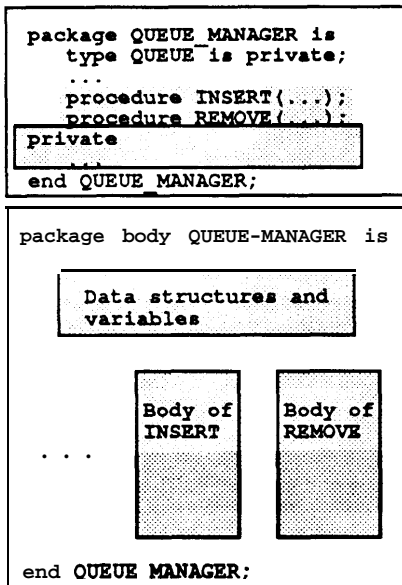 package QUEUE_MANAGER is
type QUEUE is private;
...
procedure INSERT(...);
procedure REMOVE(...);
private
...
end QUEUE_MANAGER;
package body QUEUE-MANAGER is
Data structures and
variables
Body of INSERT
Body of REMOVE
...
end QUEUE MANAGER;